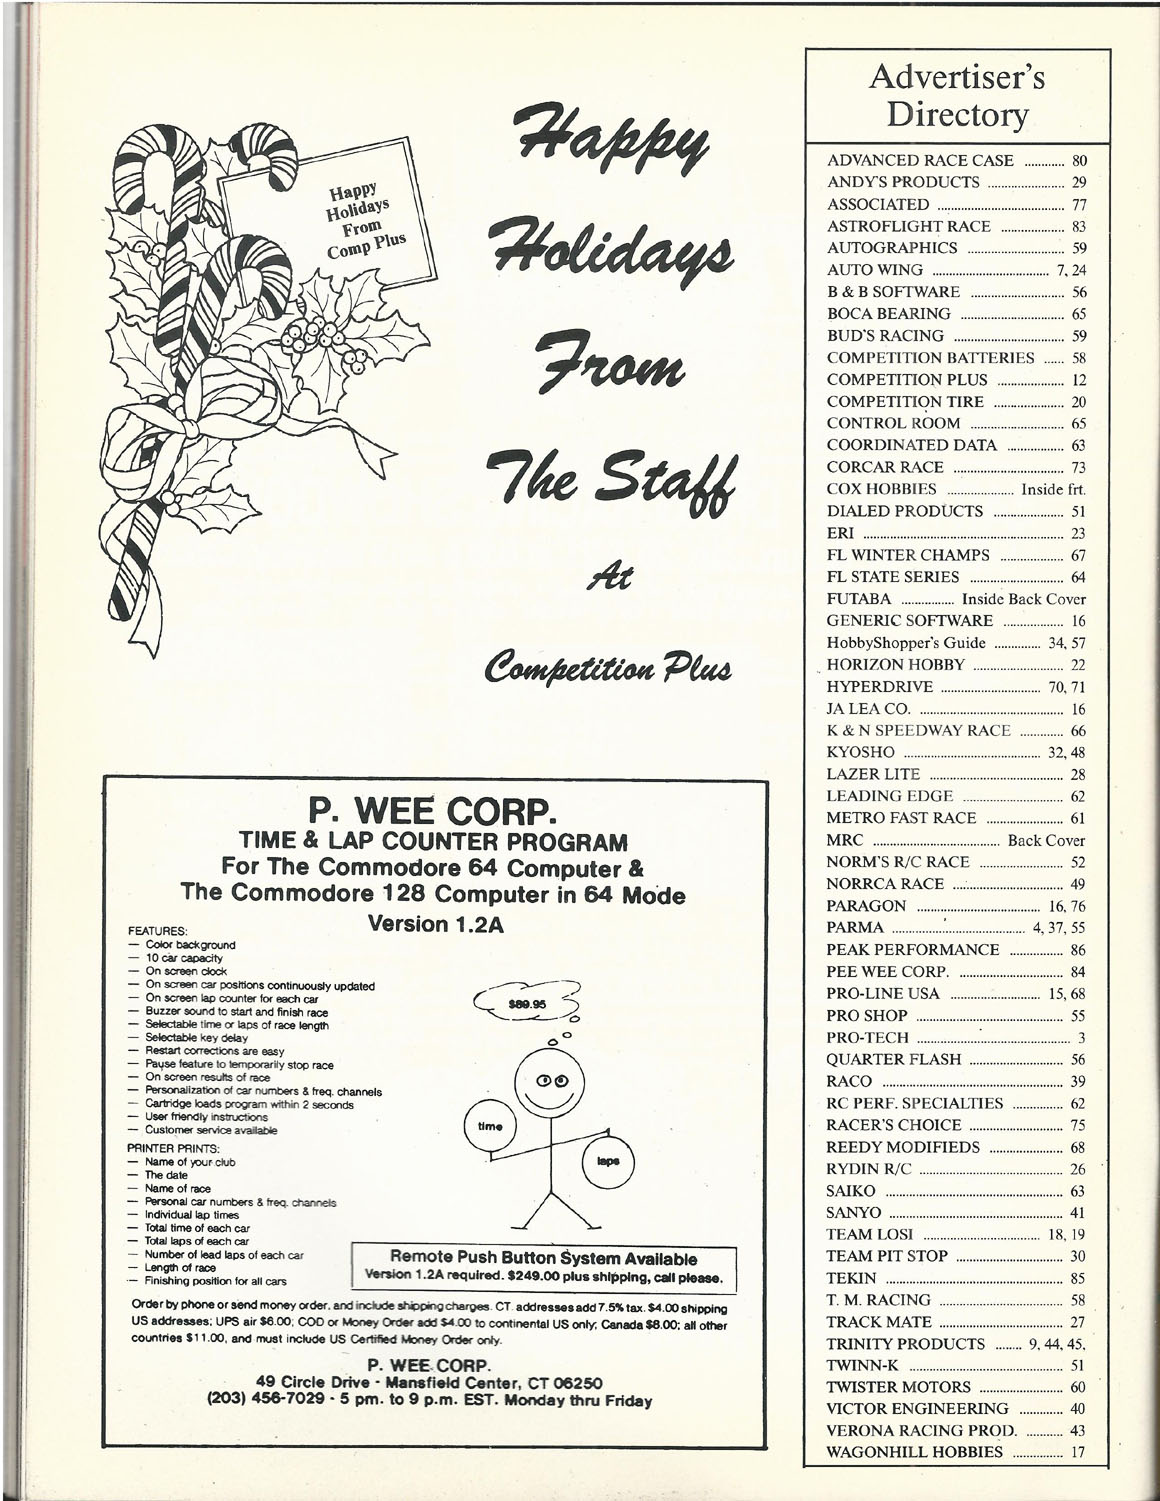 Happy
Holidays
From
Comp Plus
Happy
Holidays
From
The Staff
At
Competition Plus
P. WEE CORP.
TIME & LAP COUNTER PROGRAM
For The Commodore 64 Computer &
The Commodore 128 Computer in 64 Mode
Version 1.2A
FEATURES:
— Color background
— 10 car capacity
— On screen clock
— On screen car positions continuously updated
— On screen lap counter for each car
— Buzzer sound to start and finish race
— Selectable time or laps of race length
— Selectable key delay
— Restart corrections are easy
— Pause feature to temporarily stop race
— On screen results of race
— Personalization of car numbers & freq. channels
— Cartridge loads program within 2 seconds
— User friendly instructions
— Customer service available
PRINTER PRINTS:
— Name of your club
— The date
— Name of race
— Personal car numbers & freq. channels
— Individual lap times
— Total time of each car
— Total laps of each car
— Number of lead laps of each car
— Length of race
— Finishing position for all cars
$89.95
time
laps
Remote Push Button System Available
Version 1.2A required. $249.00 plus shipping, call please.
Order by phone or send money order, and include shipping charges. CT. addresses add 7.5% tax. $4.00 shipping
US addresses; UPS air $6.00; COD or Money Order add $4.00 to continental US only; Canada $8.00; all other
countries $11.00, and must include US Certified Money Order only.
P. WEE CORP.
49 Circle Drive · Mansfield Center, CT 06250
(203) 456-7029 · 5 pm. to 9 p.m. EST. Monday thru Friday
Advertiser's
Directory
ADVANCED RACE CASE ............ 80
ANDY'S PRODUCTS ....................... 29
ASSOCIATED ...................................... 77
ASTROFLIGHT RACE ................... 83
AUTOGRAPHICS ............................. 59
AUTO WING ................................... 7, 24
B & B SOFTWARE ............................ 56
BOCA BEARING ............................... 65
BUD'S RACING ................................. 59
COMPETITION BATTERIES ...... 58
COMPETITION PLUS .................... 12
COMPETITION TIRE ..................... 20
CONTROL ROOM ............................ 65
COORDINATED DATA ................. 63
CORCAR RACE ................................. 73
COX HOBBIES .................... Inside frt.
DIALED PRODUCTS ..................... 51
ERI ............................................................ 23
FL WINTER CHAMPS ................... 67
FL STATE SERIES ............................ 64
FUTABA ................ Inside Back Cover
GENERIC SOFTWARE .................. 16
HobbyShopper's Guide .............. 34, 57
HORIZON HOBBY ........................... 22
HYPERDRIVE .............................. 70, 71
JA LEA CO. ........................................... 16
K & N SPEEDWAY RACE ............. 66
KYOSHO ......................................... 32, 48
LAZER LITE ........................................ 28
LEADING EDGE .............................. 62
METRO FAST RACE ....................... 61
MRC ...................................... Back Cover
NORM'S R/C RACE ......................... 52
NORRCA RACE ................................. 49
PARAGON ..................................... 16, 76
PARMA ........................................ 4, 37, 55
PEAK PERFORMANCE ................ 86
PEE WEE CORP. ............................... 84
PRO-LINE USA ........................... 15, 68
PRO SHOP ............................................ 55
PRO-TECH ............................................ 3
QUARTER FLASH ............................ 56
RACO ...................................................... 39
RC PERF. SPECIALTIES ............... 62
RACER'S CHOICE ............................ 75
REEDY MODIFIEDS ...................... 68
RYDIN R/C ........................................... 26
SAIKO ..................................................... 63
SANYO .................................................... 41
TEAM LOSI ................................... 18, 19
TEAM PIT STOP ................................ 30
TEKIN ..................................................... 85
T. M. RACING ..................................... 58
TRACK MATE .................................... 27
TRINITY PRODUCTS ........ 9, 44, 45,
TWINN-K .............................................. 51
TWISTER MOTORS ......................... 60
VICTOR ENGINEERING ............. 40
VERONA RACING PROD. ........... 43
WAGONHILL HOBBIES ............... 17